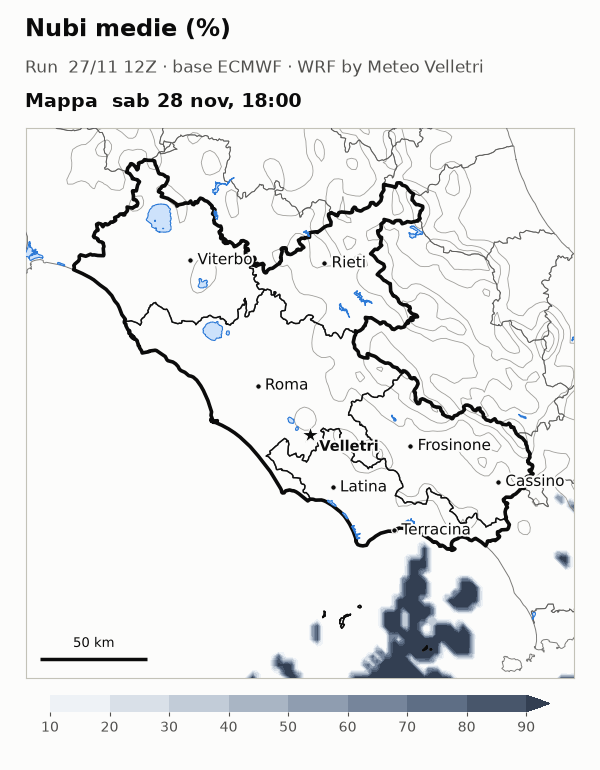 Nubi medie (%)
Run  27/11 12Z · base ECMWF · WRF by Meteo Velletri
Mappa  sab 28 nov, 18:00
Viterbo
Rieti
Roma
Velletri
Frosinone
Cassino
Latina
Terracina
50 km
10 20 30 40 50 60 70 80 90